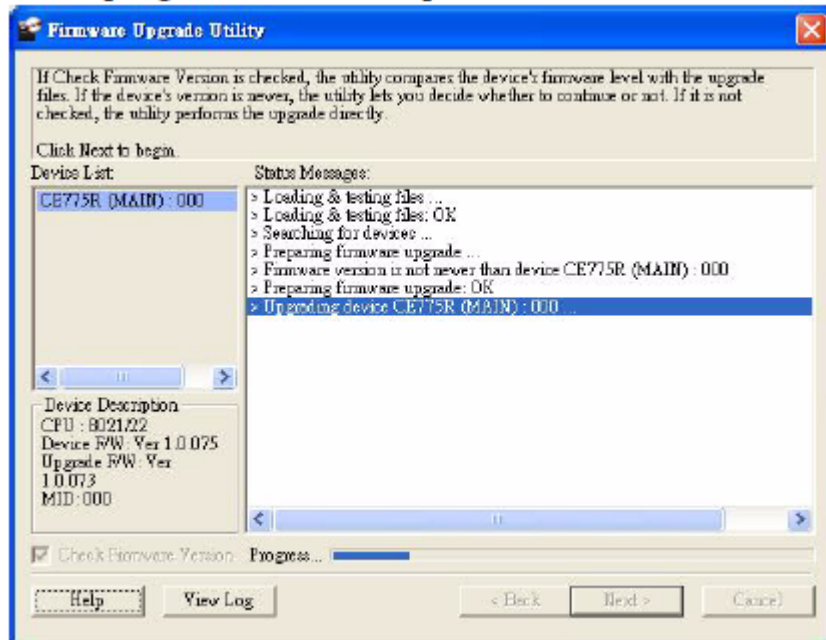 Firmware Upgrade Utility
If Check Firmware Version is checked, the utility compares the device's firmware level with the upgrade
files. If the device's version is newer, the utility lets you decide whether to continue or not. If it is not
checked, the utility performs the upgrade directly.
Click Next to begin.
Device List:
Status Messages:
CE775R (MAIN) : 000
> Loading & testing files ...
> Loading & testing files: OK
> Searching for devices ...
> Preparing firmware upgrade ...
> Firmware version is not newer than device CE775R (MAIN) : 000
> Preparing firmware upgrade: OK
> Upgrading device CE775R (MAIN) : 000 ...
Device Description
CPU : 8021/22
Device F/W: Ver 1.0.075
Upgrade F/W: Ver
1.0.073
MID: 000
Check Firmware Version
Progress...
Help
View Log
< Back
Next >
Cancel